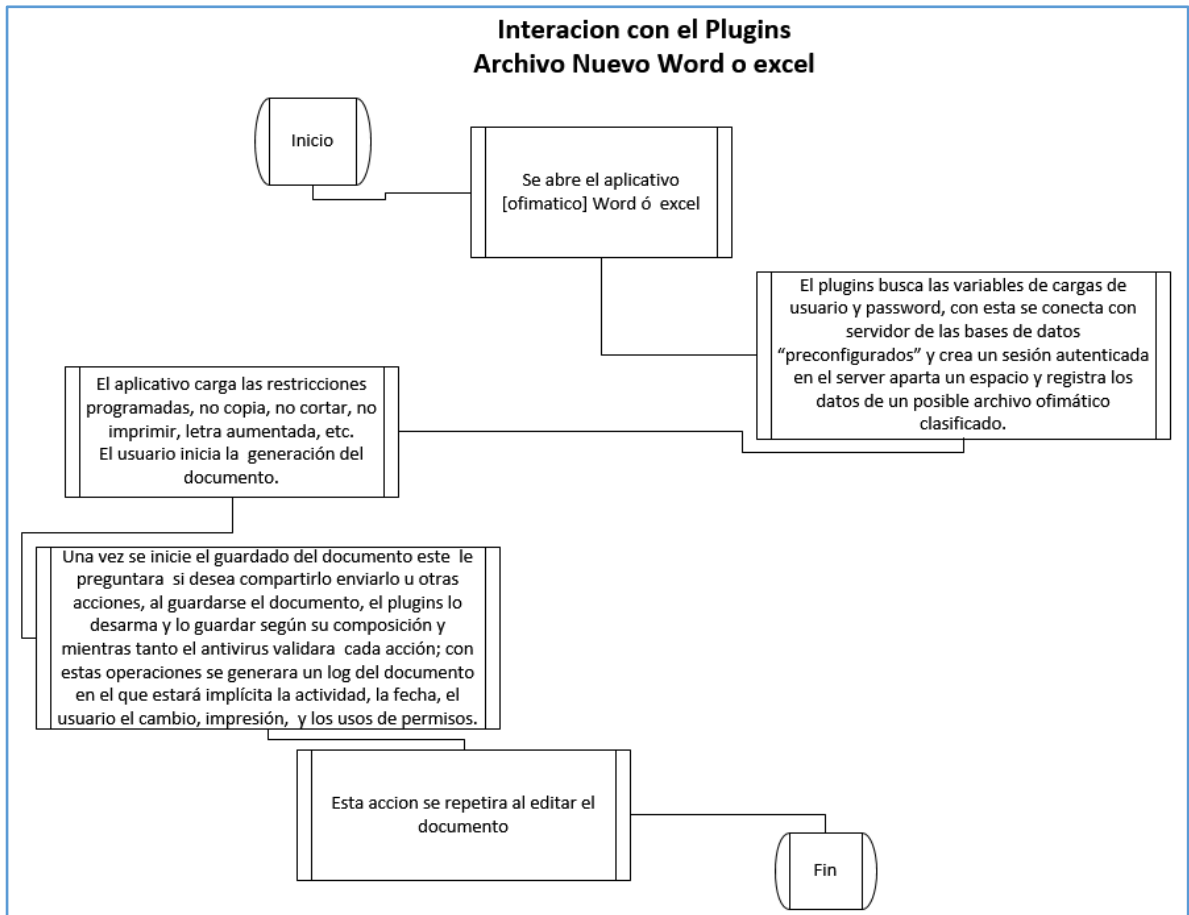 Interacion con el Plugins
Archivo Nuevo Word o excel
Inicio
Se abre el aplicativo
[ofimatico] Word ó excel
El plugins busca las variables de cargas de
usuario y password, con esta se conecta con
servidor de las bases de datos
“preconfigurados” y crea un sesión autenticada
en el server aparta un espacio y registra los
datos de un posible archivo ofimático
clasificado.
El aplicativo carga las restricciones
programadas, no copia, no cortar, no
imprimir, letra aumentada, etc.
El usuario inicia la generación del
documento.
Una vez se inicie el guardado del documento este le
preguntara si desea compartirlo enviarlo u otras
acciones, al guardarse el documento, el plugins lo
desarma y lo guardar según su composición y
mientras tanto el antivirus validara cada acción; con
estas operaciones se generara un log del documento
en el que estará implícita la actividad, la fecha, el
usuario el cambio, impresión, y los usos de permisos.
Esta accion se repetira al editar el
documento
Fin